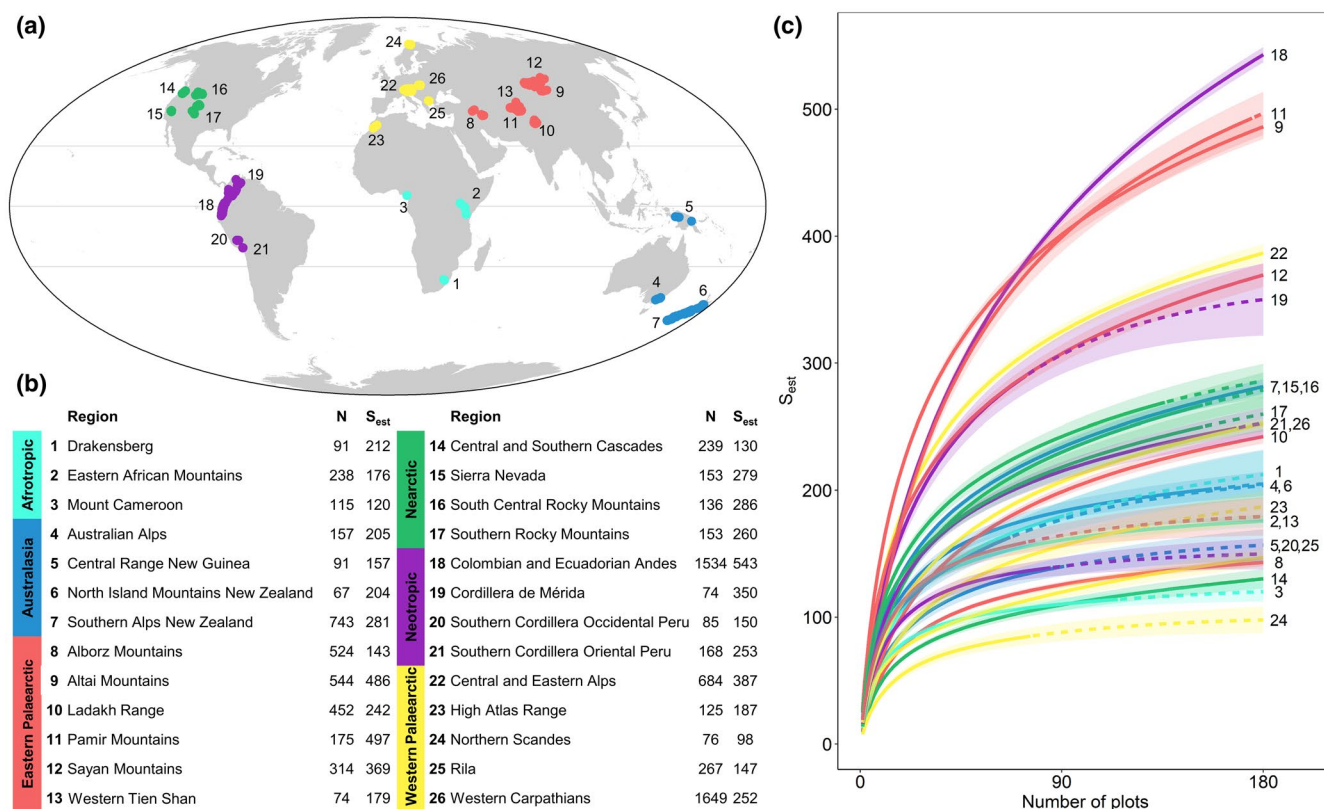 (a)
24
12
14
16
22
26
13
9
15
17
25
8
11
10
23
19
2
3
5
18
20
21
1
4
6
7
(b)
Region N Sest
Afrotropic
1 Drakensberg 91 212
2 Eastern African Mountains 238 176
3 Mount Cameroon 115 120
Australasia
4 Australian Alps 157 205
5 Central Range New Guinea 91 157
6 North Island Mountains New Zealand 67 204
7 Southern Alps New Zealand 743 281
Eastern Palaearctic
8 Alborz Mountains 524 143
9 Altai Mountains 544 486
10 Ladakh Range 452 242
11 Pamir Mountains 175 497
12 Sayan Mountains 314 369
13 Western Tien Shan 74 179
Region N Sest
Nearctic
14 Central and Southern Cascades 239 130
15 Sierra Nevada 153 279
16 South Central Rocky Mountains 136 286
17 Southern Rocky Mountains 153 260
Neotropic
18 Colombian and Ecuadorian Andes 1534 543
19 Cordillera de Mérida 74 350
20 Southern Cordillera Occidental Peru 85 150
21 Southern Cordillera Oriental Peru 168 253
Western Palaearctic
22 Central and Eastern Alps 684 387
23 High Atlas Range 125 187
24 Northern Scandes 76 98
25 Rila 267 147
26 Western Carpathians 1649 252
(c)
Sest
500
400
300
200
100
0
18
11
9
22
12
19
7,15,16
17
21,26
10
1
4,6
23
2,13
5,20,25
8
14
3
24
0 90 180
Number of plots